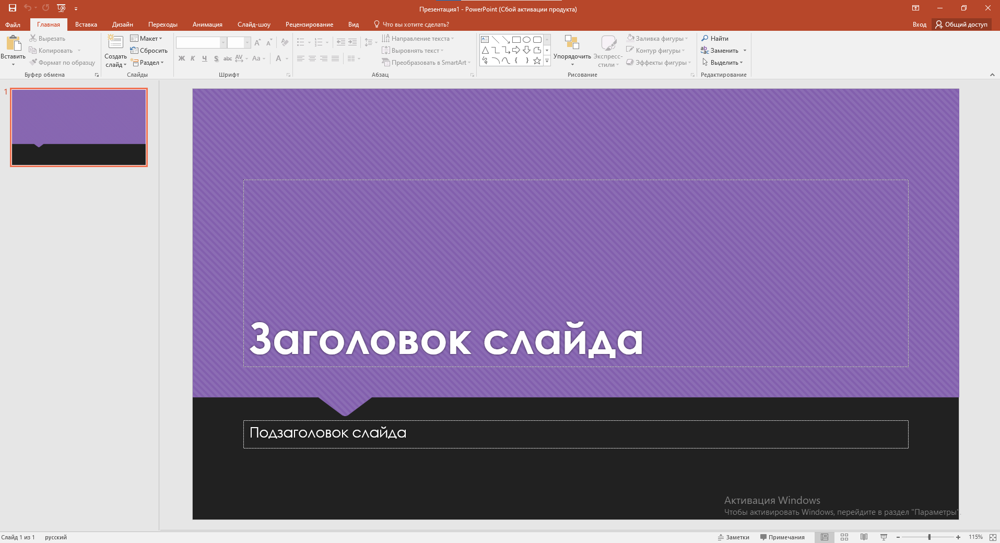 Презентация1 - PowerPoint (Сбой активации продукта)
Файл Главная Вставка Дизайн Переходы Анимация Слайд-шоу Рецензирование Вид Что вы хотите сделать? Вход Общий доступ
Вставить
Вырезать
Копировать
Формат по образцу
Буфер обмена
Создать слайд
Макет
Сбросить
Раздел
Слайды
Ж К Ч S abc AV Aa A
Шрифт
Направление текста
Выровнять текст
Преобразовать в SmartArt
Абзац
Упорядочить
Экспресс-стили
Заливка фигуры
Контур фигуры
Эффекты фигуры
Рисование
Найти
Заменить
Выделить
Редактирование
1
Заголовок слайда
Подзаголовок слайда
Активация Windows
Чтобы активировать Windows, перейдите в раздел "Параметры".
Слайд 1 из 1 русский Заметки Примечания 115%